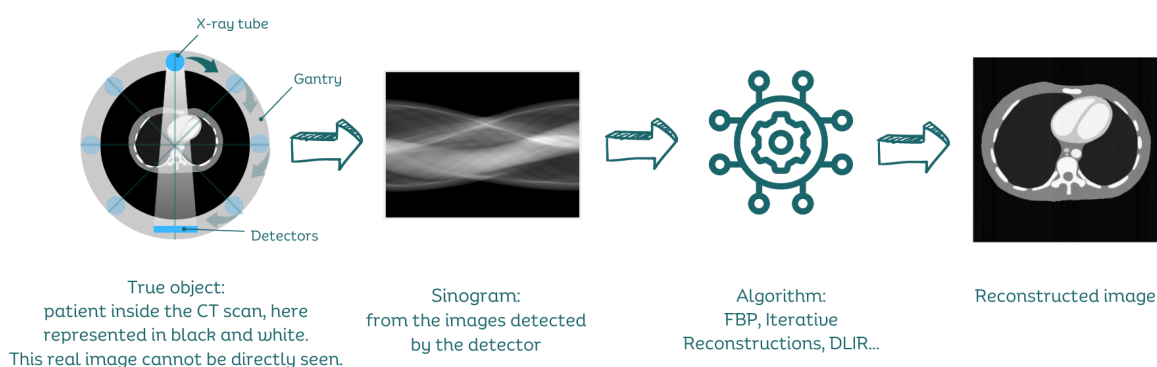 X-ray tube
Gantry
Detectors
True object:
patient inside the CT scan, here
represented in black and white.
This real image cannot be directly seen.
Sinogram:
from the images detected
by the detector
Algorithm:
FBP, Iterative
Reconstructions, DLIR...
Reconstructed image